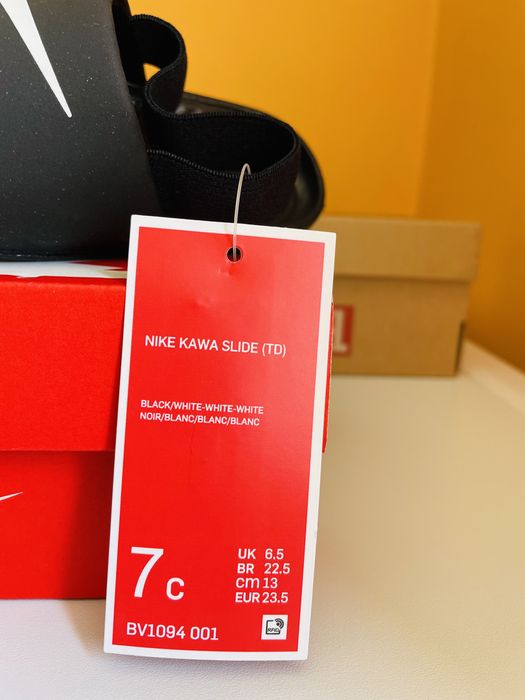 NIKE KAWA SLIDE (TD)
BLACK/WHITE-WHITE-WHITE
NOIR/BLANC/BLANC/BLANC
7 C
UK 6.5
BR 22.5
CM 13
EUR 23.5
BV1094 001